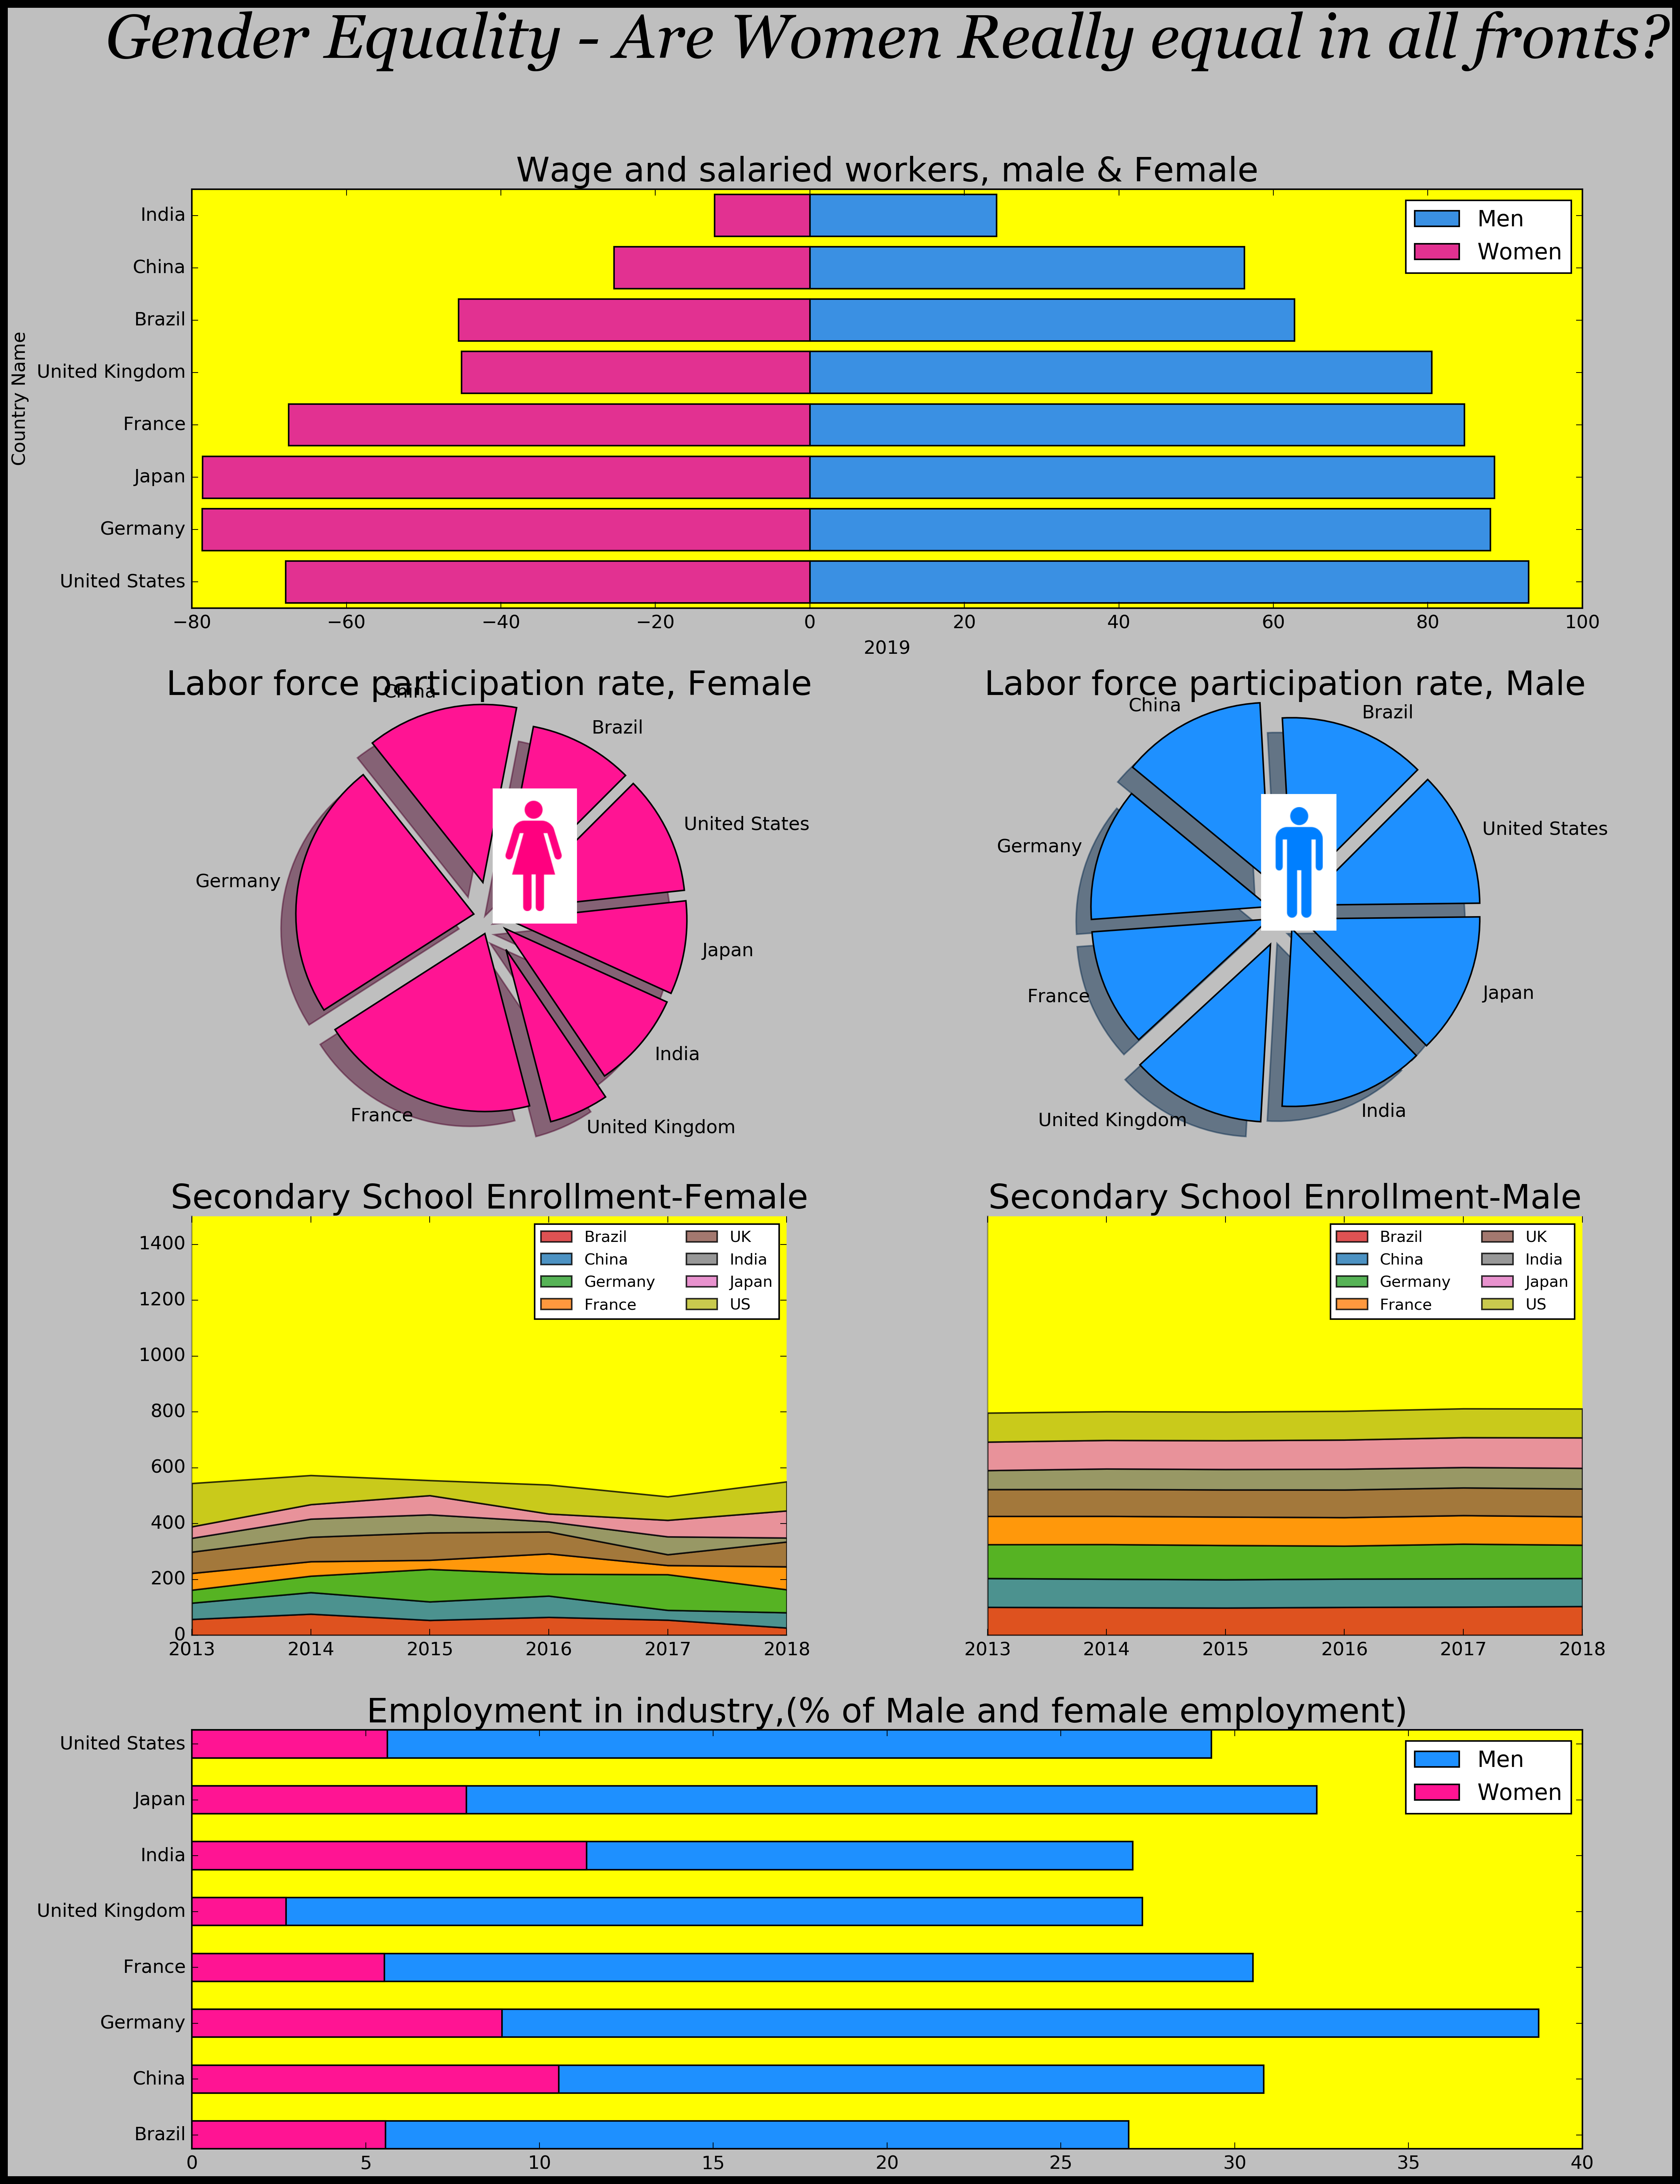 Gender Equality - Are Women Really equal in all fronts?
Wage and salaried workers, male & Female
Country Name
India
China
Brazil
United Kingdom
France
Japan
Germany
United States
Men
Women
−80 −60 −40 −20 0 20 40 60 80 100
2019
Labor force participation rate, Female
China
Brazil
United States
Germany
Japan
India
France
United Kingdom
Labor force participation rate, Male
China
Brazil
United States
Germany
Japan
France
India
United Kingdom
Secondary School Enrollment-Female
Brazil UK
China India
Germany Japan
France US
1400
1200
1000
800
600
400
200
0
2013 2014 2015 2016 2017 2018
Secondary School Enrollment-Male
Brazil UK
China India
Germany Japan
France US
2013 2014 2015 2016 2017 2018
Employment in industry,(% of Male and female employment)
United States
Japan
India
United Kingdom
France
Germany
China
Brazil
Men
Women
0 5 10 15 20 25 30 35 40